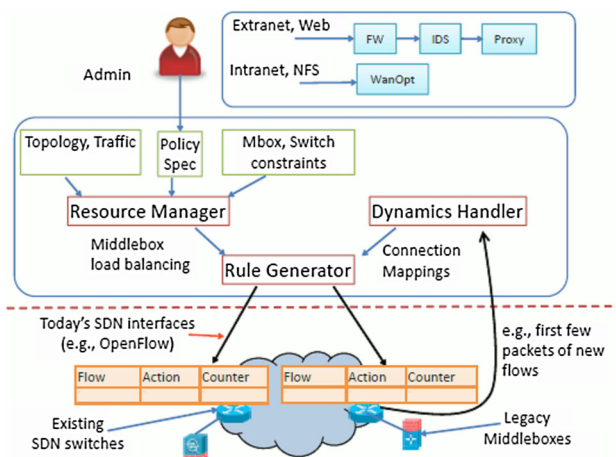 Extranet, Web
FW
IDS
Proxy
Intranet, NFS
WanOpt
Admin
Topology, Traffic
Policy
Spec
Mbox, Switch
constraints
Resource Manager
Dynamics Handler
Middlebox
load balancing
Connection
Mappings
Rule Generator
Today's SDN interfaces
(e.g., OpenFlow)
e.g., first few
packets of new
flows
Flow Action Counter
Flow Action Counter
Existing
SDN switches
Legacy
Middleboxes